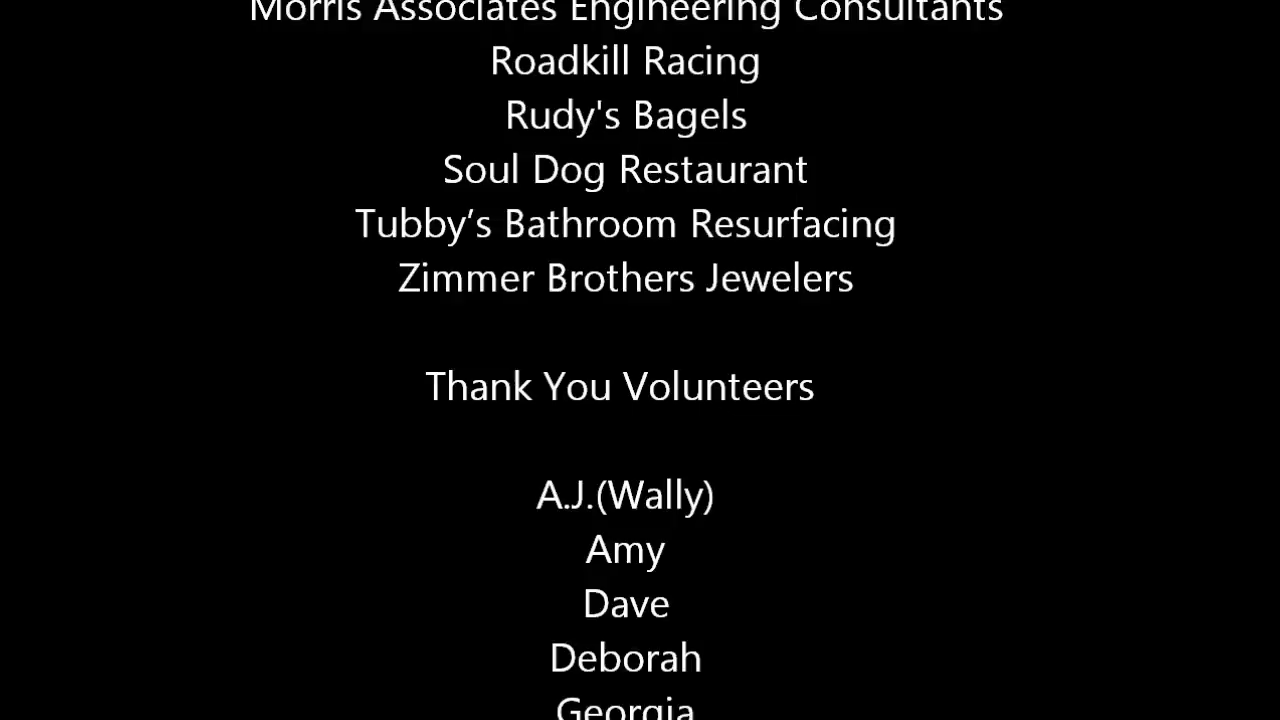 Morris Associates Engineering Consultants
Roadkill Racing
Rudy's Bagels
Soul Dog Restaurant
Tubby’s Bathroom Resurfacing
Zimmer Brothers Jewelers
Thank You Volunteers
A.J.(Wally)
Amy
Dave
Deborah
Georgia